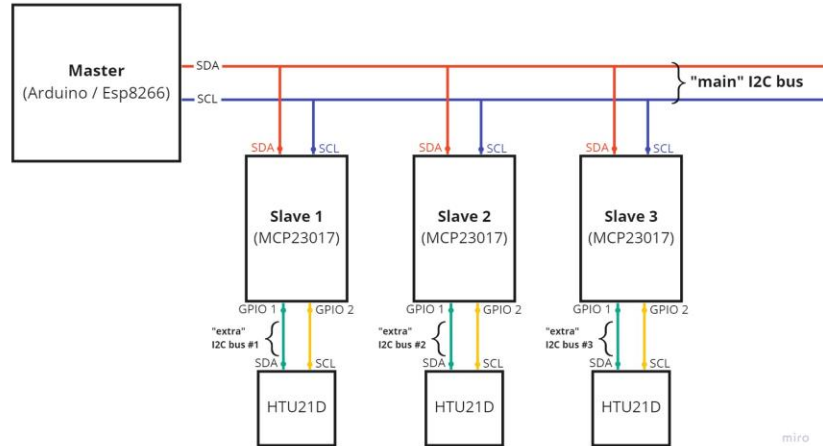 Master
(Arduino / Esp8266)
SDA
SCL
"main" I2C bus
SDA
SCL
SDA
SCL
SDA
SCL
Slave 1
(MCP23017)
Slave 2
(MCP23017)
Slave 3
(MCP23017)
GPIO 1
GPIO 2
GPIO 1
GPIO 2
GPIO 1
GPIO 2
"extra"
I2C bus #1
"extra"
I2C bus #2
"extra"
I2C bus #3
SDA
SCL
SDA
SCL
SDA
SCL
HTU21D
HTU21D
HTU21D
miro